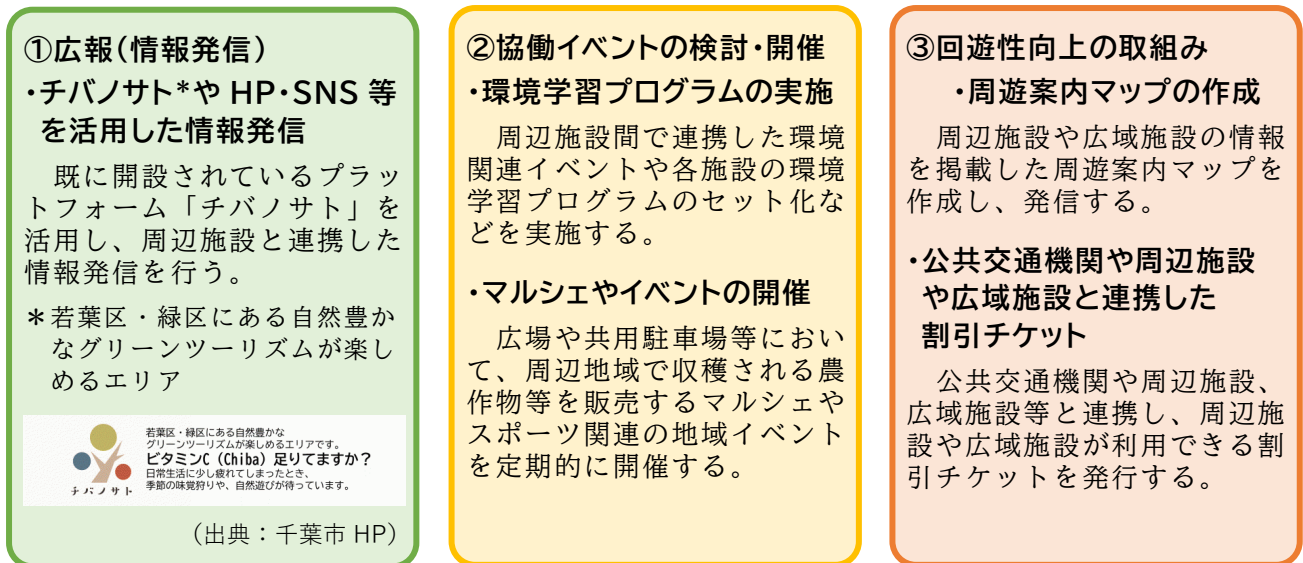 ①広報(情報発信)
・チバノサト*や HP・SNS 等
を活用した情報発信
既に開設されているプラッ
トフォーム「チバノサト」を
活用し、周辺施設と連携した
情報発信を行う。
＊若葉区・緑区にある自然豊か
なグリーンツーリズムが楽し
めるエリア
チバノサト
若葉区・緑区にある自然豊かな
グリーンツーリズムが楽しめるエリアです。
ビタミンC（Chiba）足りてますか？
日常生活に少し疲れてしまったとき、
季節の味覚狩りや、自然遊びが待っています。
（出典：千葉市 HP）
②協働イベントの検討・開催
・環境学習プログラムの実施
周辺施設間で連携した環境
関連イベントや各施設の環境
学習プログラムのセット化な
どを実施する。
・マルシェやイベントの開催
広場や共用駐車場等におい
て、周辺地域で収穫される農
作物等を販売するマルシェや
スポーツ関連の地域イベント
を定期的に開催する。
③回遊性向上の取組み
・周遊案内マップの作成
周辺施設や広域施設の情報
を掲載した周遊案内マップを
作成し、発信する。
・公共交通機関や周辺施設
や広域施設と連携した
割引チケット
公共交通機関や周辺施設、
広域施設等と連携し、周辺施
設や広域施設が利用できる割
引チケットを発行する。